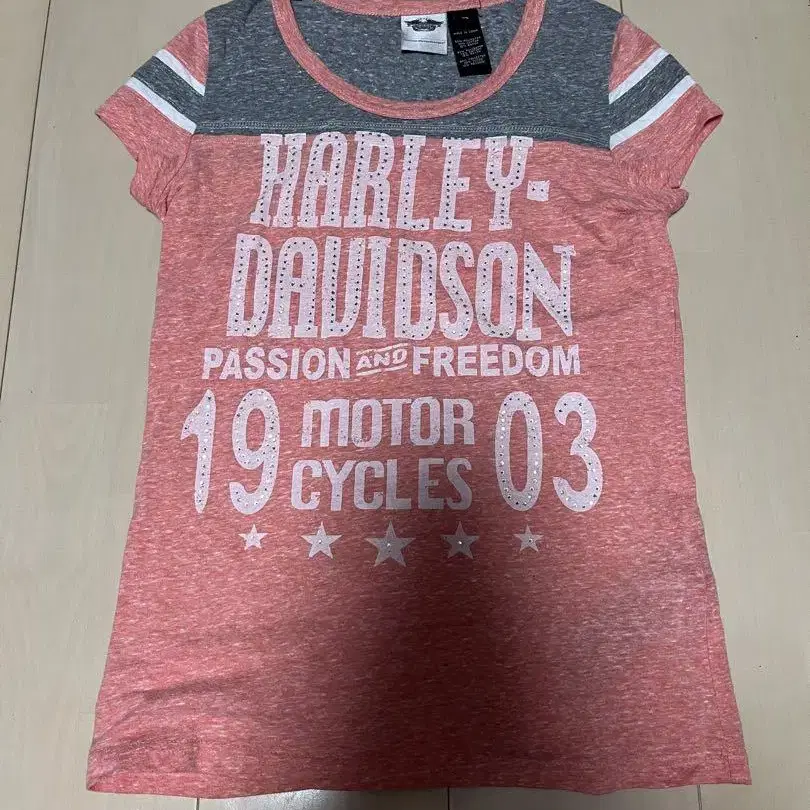 HARLEY-
DAVIDSON
PASSION AND FREEDOM
19 MOTOR 03
CYCLES